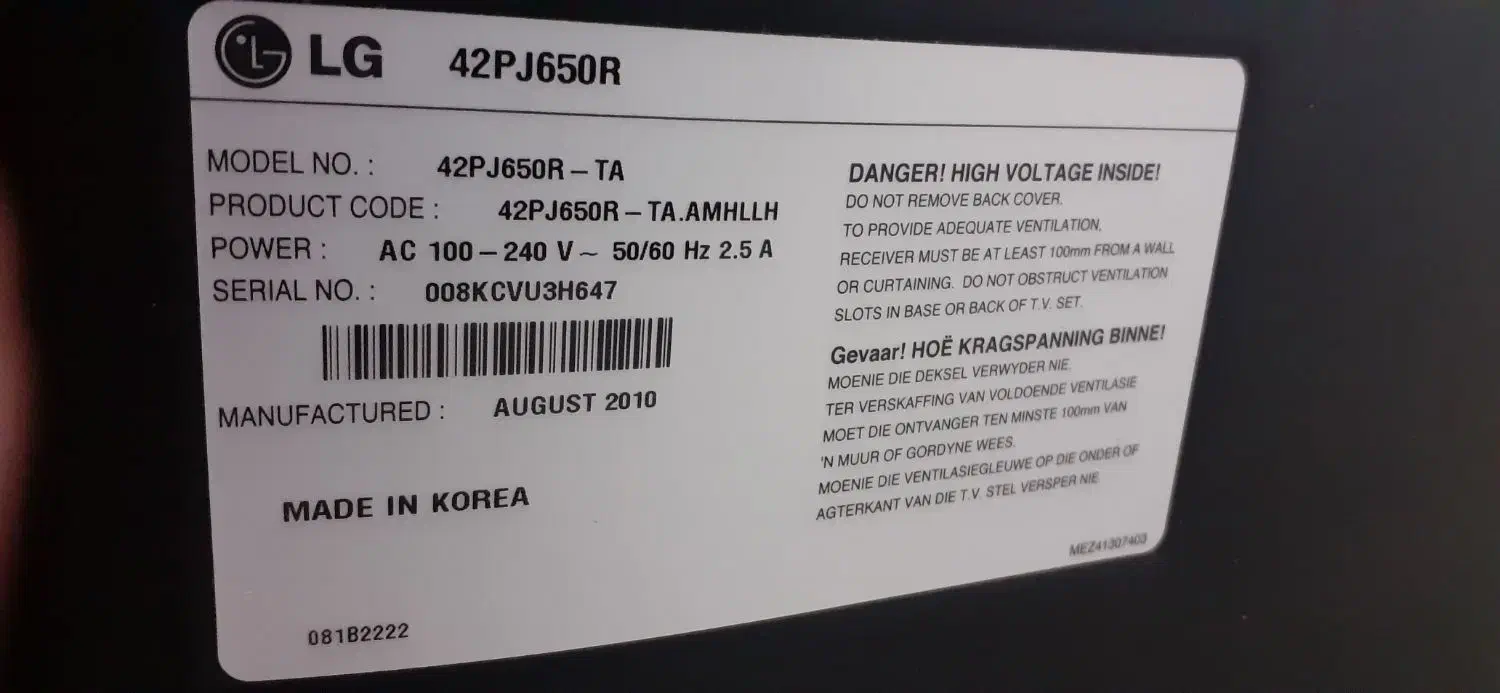 LG 42PJ650R
MODEL NO. : 42PJ650R – TA
PRODUCT CODE : 42PJ650R – TA.AMHLLH
POWER : AC 100 – 240 V ~ 50/60 Hz 2.5 A
SERIAL NO. : 008KCVU3H647
MANUFACTURED : AUGUST 2010
MADE IN KOREA
081B2222
DANGER! HIGH VOLTAGE INSIDE!
DO NOT REMOVE BACK COVER.
TO PROVIDE ADEQUATE VENTILATION,
RECEIVER MUST BE AT LEAST 100mm FROM A WALL
OR CURTAINING. DO NOT OBSTRUCT VENTILATION
SLOTS IN BASE OR BACK OF T.V. SET.
Gevaar! HOË KRAGSPANNING BINNE!
MOENIE DIE DEKSEL VERWYDER NIE.
TER VERSKAFFING VAN VOLDOENDE VENTILASIE
MOET DIE ONTVANGER TEN MINSTE 100mm VAN
'N MUUR OF GORDYNE WEES.
MOENIE DIE VENTILASIEGLEUWE OP DIE ONDER OF
AGTERKANT VAN DIE T.V. STEL VERSPER NIE
MEZ41307403